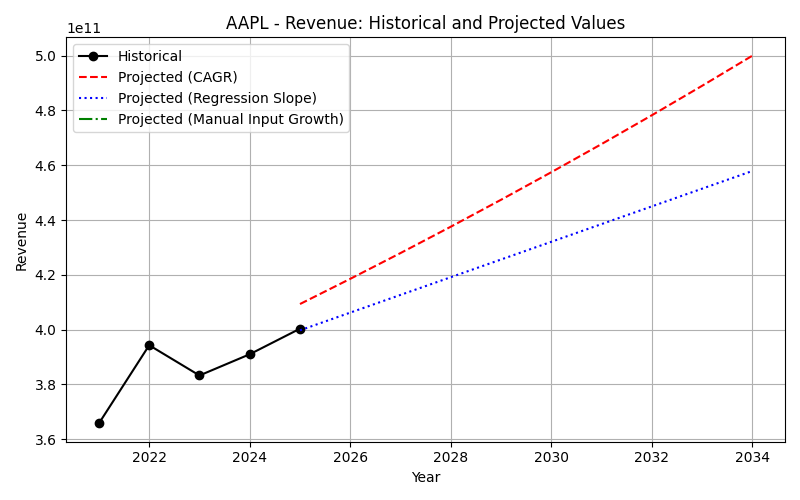 AAPL - Revenue: Historical and Projected Values
1e11
Historical
Projected (CAGR)
Projected (Regression Slope)
Projected (Manual Input Growth)
5.0
4.8
4.6
4.4
4.2
4.0
3.8
3.6
Revenue
2022
2024
2026
2028
2030
2032
2034
Year